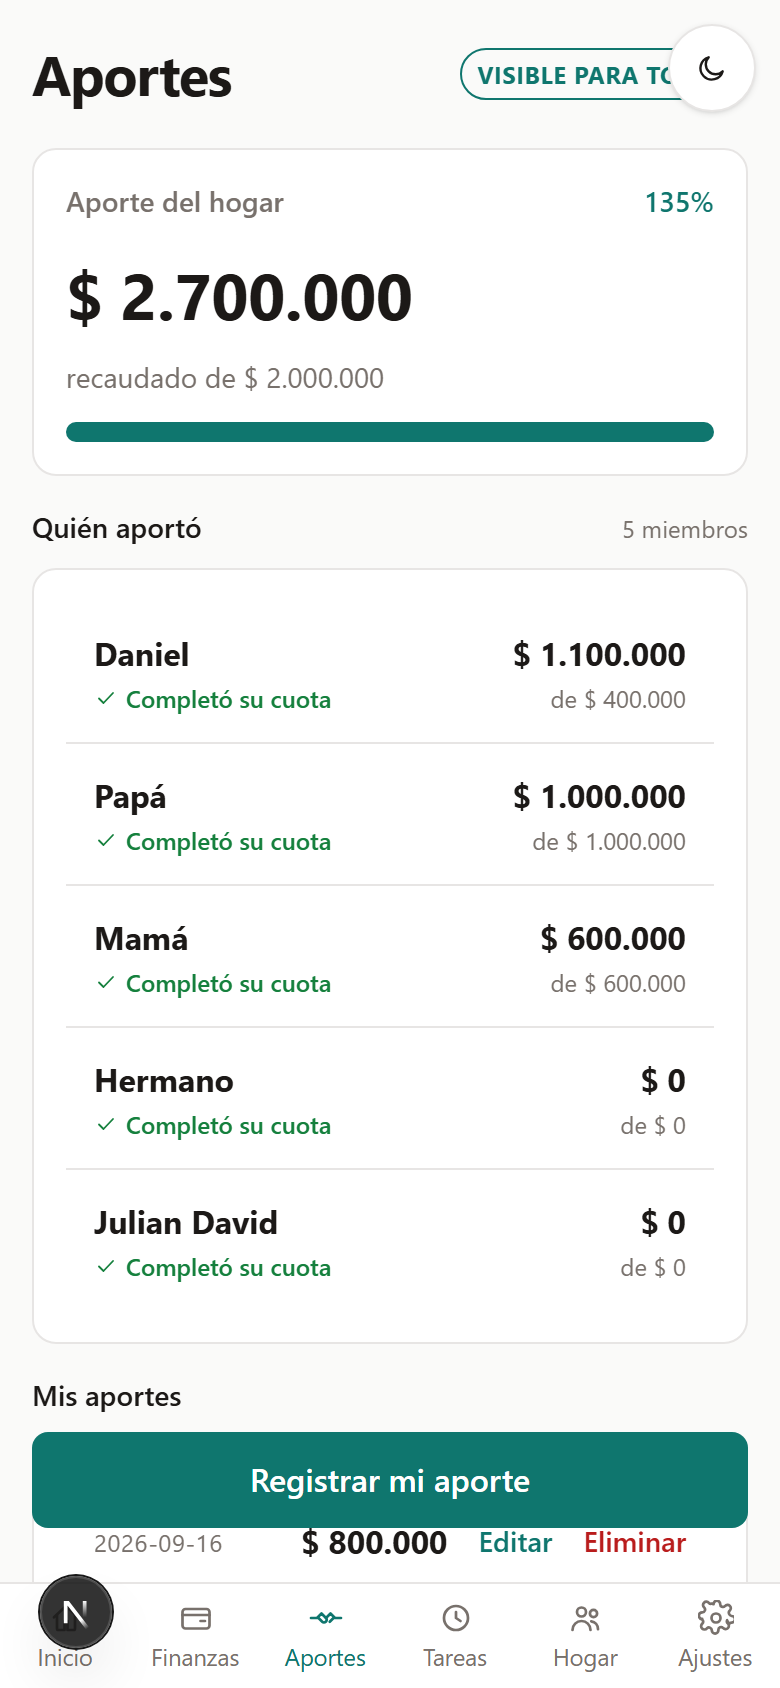 Aportes
VISIBLE PARA
Aporte del hogar
135%
$ 2.700.000
recaudado de $ 2.000.000
Quién aportó
5 miembros
Daniel
$ 1.100.000
Completó su cuota
de $ 400.000
Papá
$ 1.000.000
Completó su cuota
de $ 1.000.000
Mamá
$ 600.000
Completó su cuota
de $ 600.000
Hermano
$ 0
Completó su cuota
de $ 0
Julian David
$ 0
Completó su cuota
de $ 0
Mis aportes
Registrar mi aporte
2026-09-16
$ 800.000
Editar
Eliminar
N
Inicio
Finanzas
Aportes
Tareas
Hogar
Ajustes